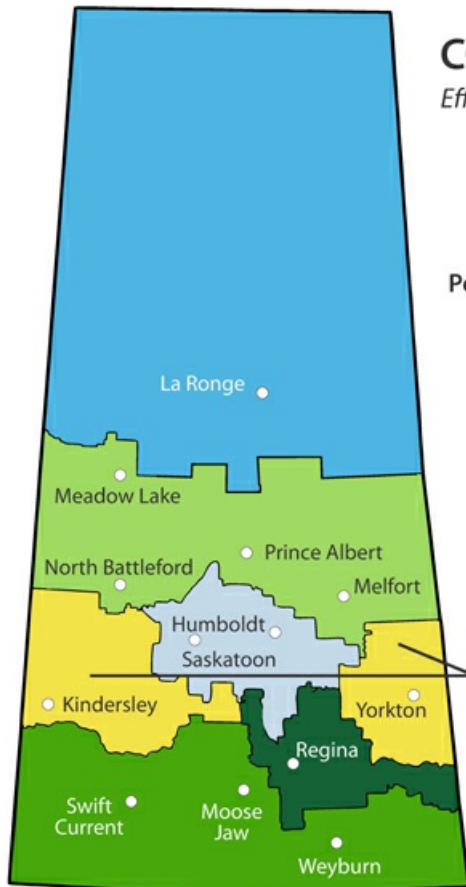 La Ronge
Meadow Lake
Prince Albert
North Battleford
Melfort
Humboldt
Saskatoon
Kindersley
Yorkton
Regina
Swift
Current
Moose
Jaw
Weyburn